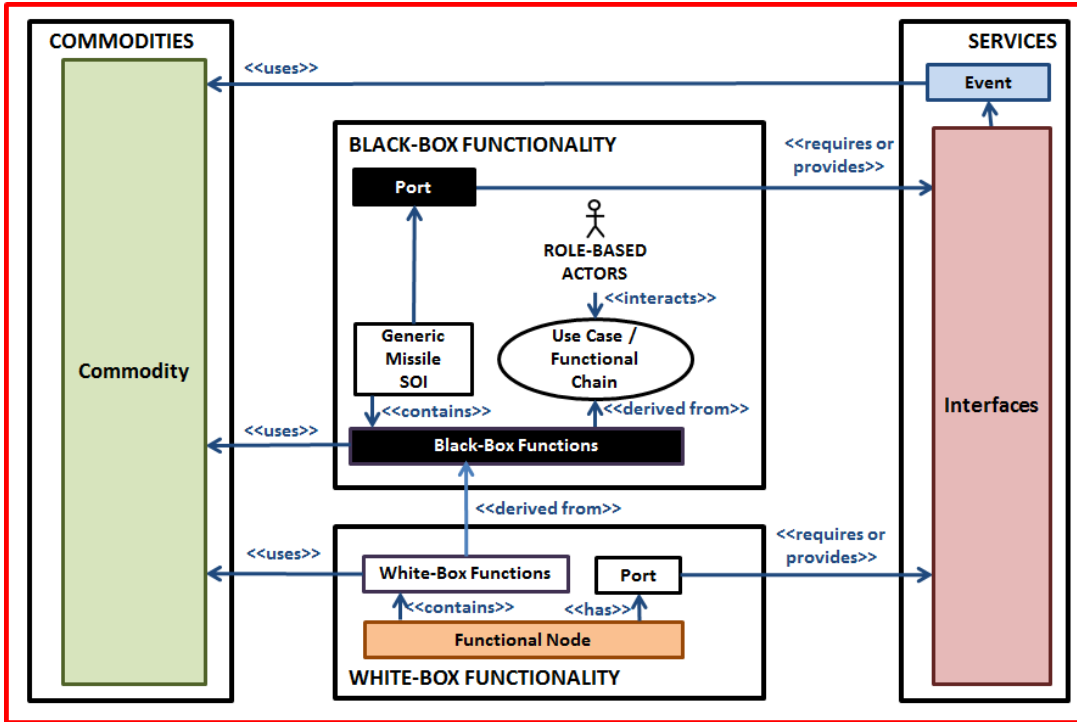 COMMODITIES
SERVICES
<<uses>>
Event
BLACK-BOX FUNCTIONALITY
<<requires or
provides>>
Port
ROLE-BASED
ACTORS
<<interacts>>
Generic
Missile
SOI
Use Case /
Functional
Chain
Commodity
Interfaces
<<contains>>
<<derived from>>
<<uses>>
Black-Box Functions
<<derived from>>
<<requires or
provides>>
<<uses>>
White-Box Functions
Port
<<contains>>
<<has>>
Functional Node
WHITE-BOX FUNCTIONALITY